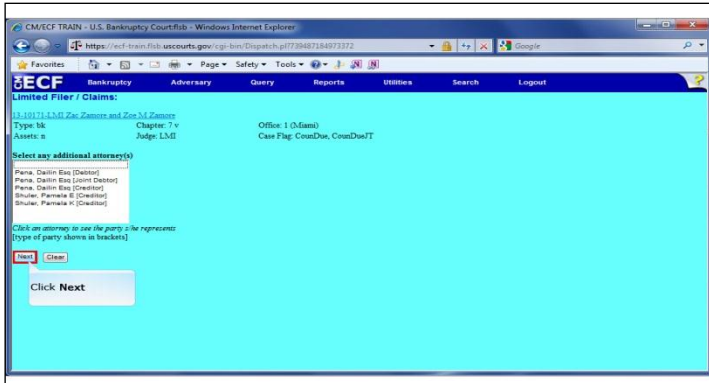 CM/ECF TRAIN - U.S. Bankruptcy Court:flsb - Windows Internet Explorer
https://ecf-train.flsb.uscourts.gov/cgi-bin/Dispatch.pl?739487184973372
Google
Favorites
Page
Safety
Tools
ECF
Bankruptcy
Adversary
Query
Reports
Utilities
Search
Logout
?
Limited Filer / Claims:
13-10171-LMI Zac Zamore and Zoe M Zamore
Type: bk
Chapter: 7 v
Office: 1 (Miami)
Assets: n
Judge: LMI
Case Flag: CounDue, CounDueJT
Select any additional attorney(s)
Pena, Dailin Esq [Debtor]
Pena, Dailin Esq [Joint Debtor]
Pena, Dailin Esq [Creditor]
Shuler, Pamela E [Creditor]
Shuler, Pamela K [Creditor]
Click an attorney to see the party s/he represents
[type of party shown in brackets]
Next
Clear
Click Next